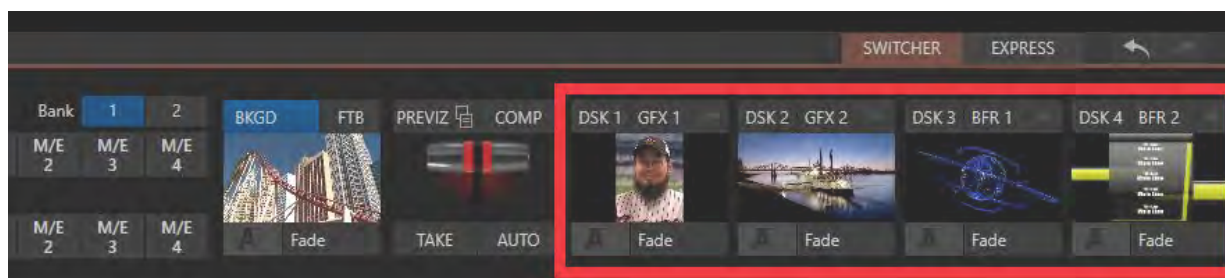 SWITCHER EXPRESS
Bank 1 2 BKGD FTB PREVIZ COMP DSK 1 GFX 1 DSK 2 GFX 2 DSK 3 BFR 1 DSK 4 BFR 2
M/E M/E M/E
2 3 4
M/E M/E M/E
2 3 4
A Fade TAKE AUTO A Fade A Fade A Fade A Fade